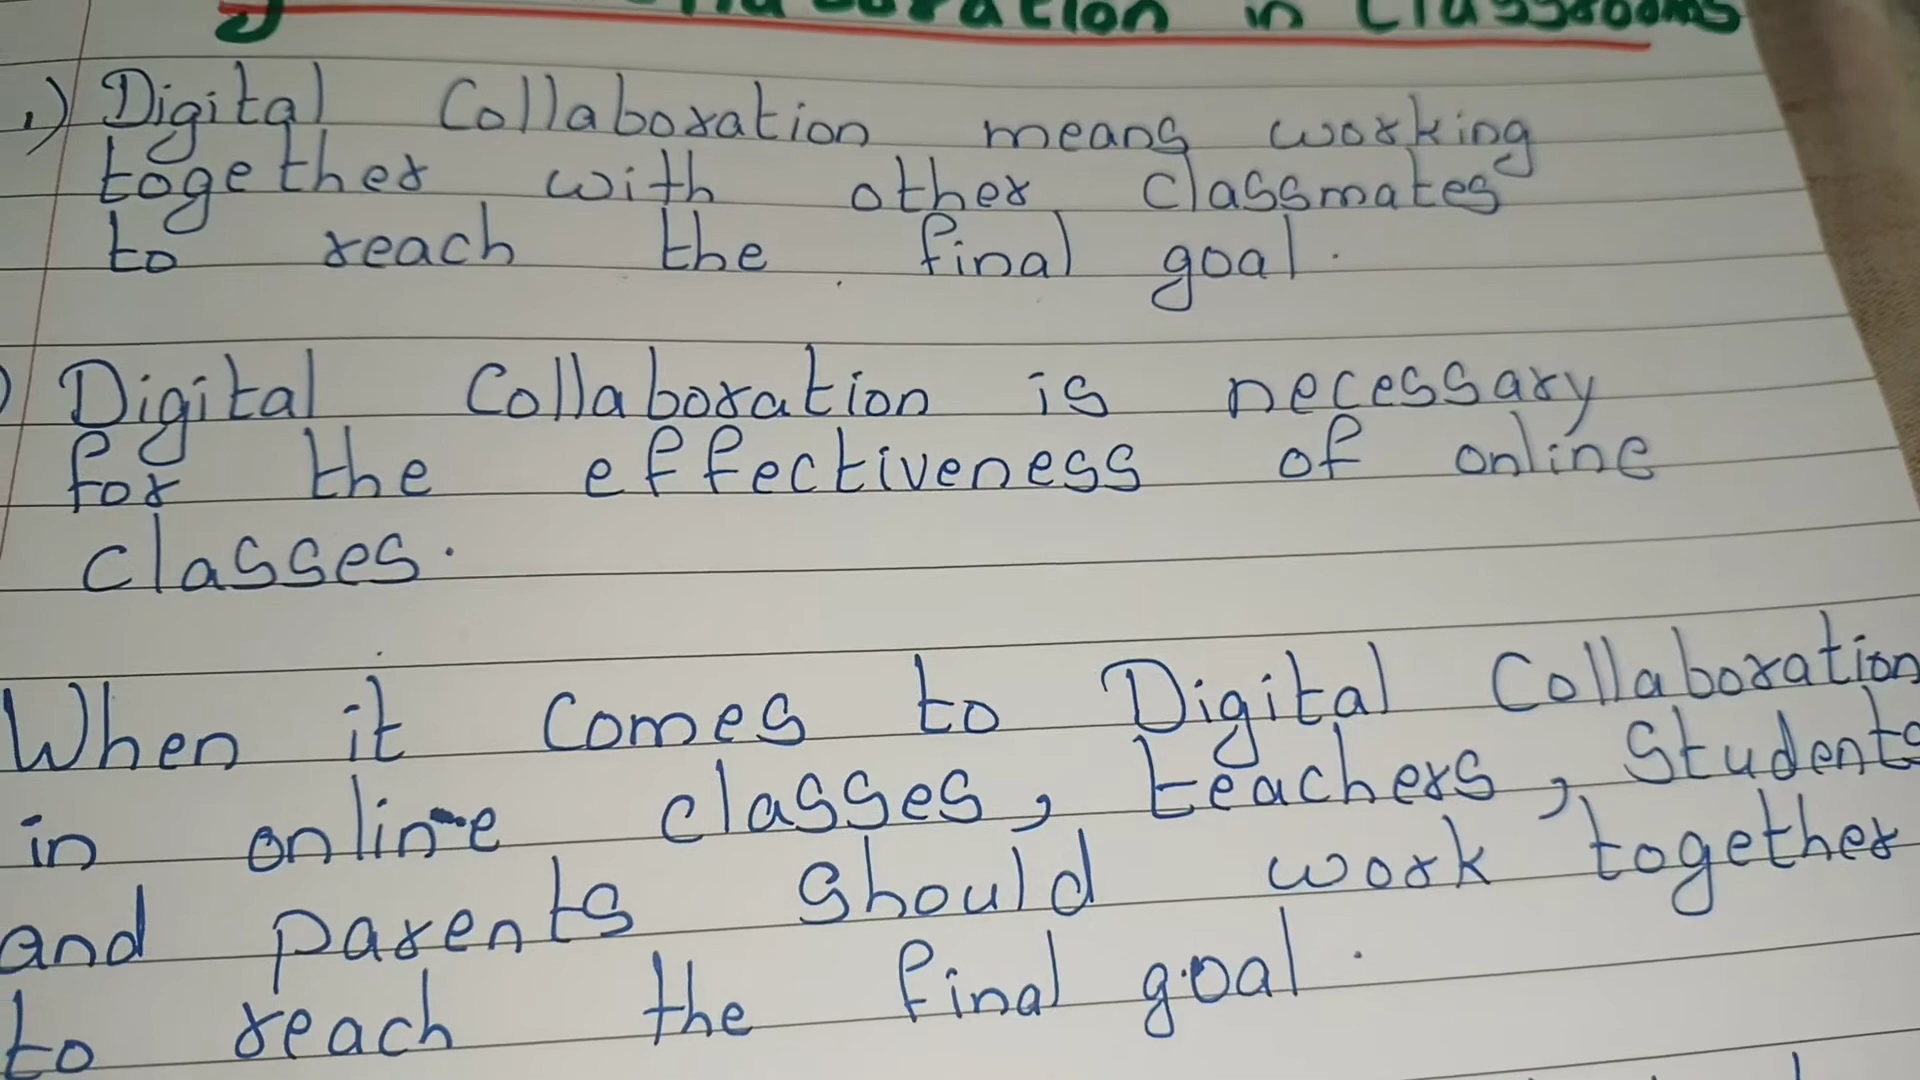 in Classrooms
1.) Digital Collaboration means working
together with other classmates
to reach the final goal.
) Digital Collaboration is necessary
for the effectiveness of online
classes.
When it comes to Digital Collaboration
in online classes, teachers, Students
and parents should work together
to reach the final goal.